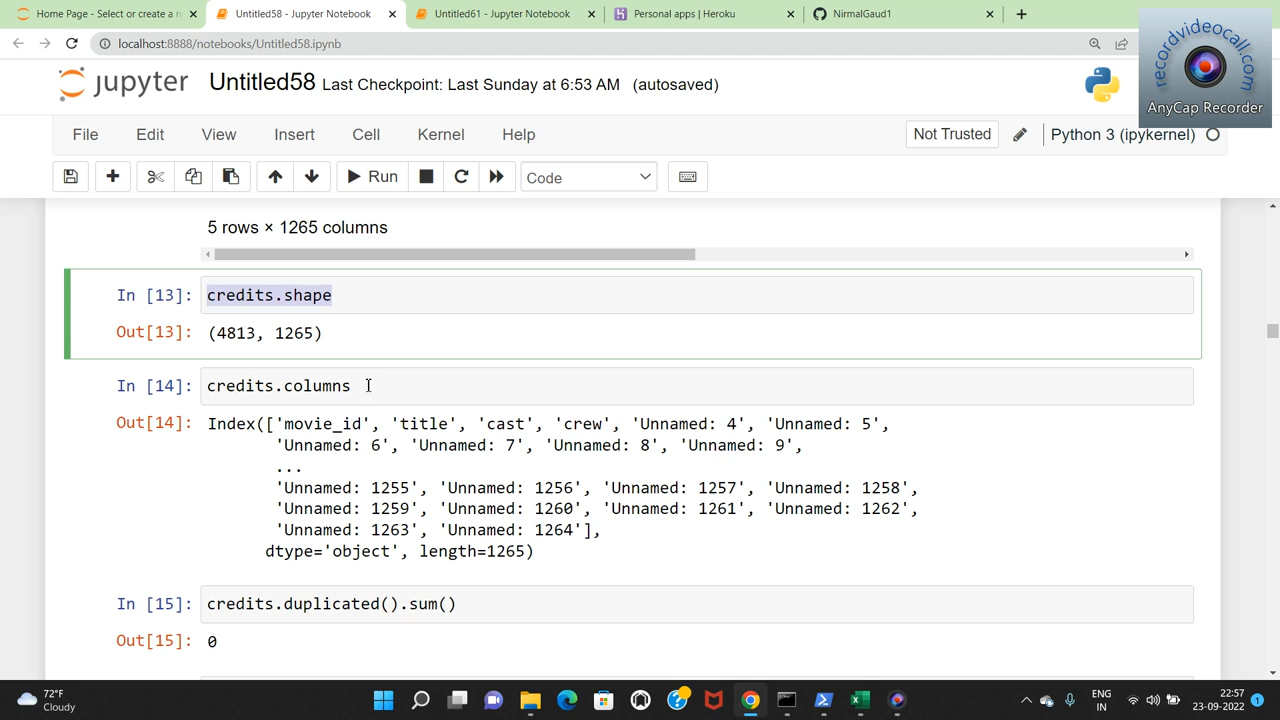 Home Page - Select or create a n
Untitled58 - Jupyter Notebook
Untitled61 - Jupyter Notebook
Personal apps | Heroku
NirmalGaud1
localhost:8888/notebooks/Untitled58.ipynb
recordvideocall.com
AnyCap Recorder
jupyter Untitled58 Last Checkpoint: Last Sunday at 6:53 AM (autosaved)
File Edit View Insert Cell Kernel Help
Not Trusted
Python 3 (ipykernel)
Run
Code
5 rows × 1265 columns
In [13]: credits.shape
Out[13]: (4813, 1265)
In [14]: credits.columns
Out[14]: Index(['movie_id', 'title', 'cast', 'crew', 'Unnamed: 4', 'Unnamed: 5',
'Unnamed: 6', 'Unnamed: 7', 'Unnamed: 8', 'Unnamed: 9',
...
'Unnamed: 1255', 'Unnamed: 1256', 'Unnamed: 1257', 'Unnamed: 1258',
'Unnamed: 1259', 'Unnamed: 1260', 'Unnamed: 1261', 'Unnamed: 1262',
'Unnamed: 1263', 'Unnamed: 1264'],
dtype='object', length=1265)
In [15]: credits.duplicated().sum()
Out[15]: 0
72°F
Cloudy
ENG
IN
22:57
23-09-2022
1